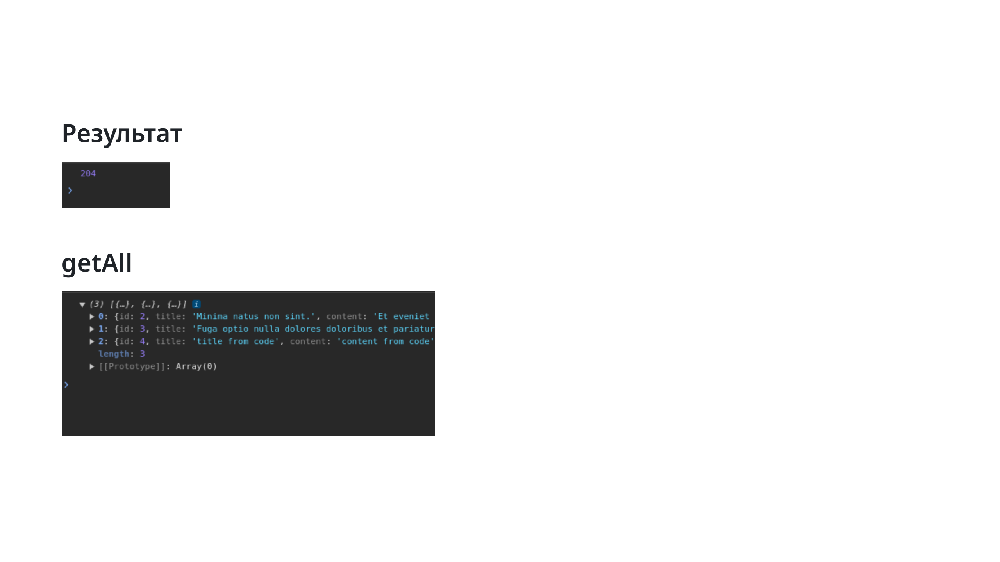 Результат
204
getAll
(3) [{…}, {…}, {…}] i
0: {id: 2, title: 'Minima natus non sint.', content: 'Et eveniet
1: {id: 3, title: 'Fuga optio nulla dolores doloribus et pariatur
2: {id: 4, title: 'title from code', content: 'content from code'
length: 3
[[Prototype]]: Array(0)